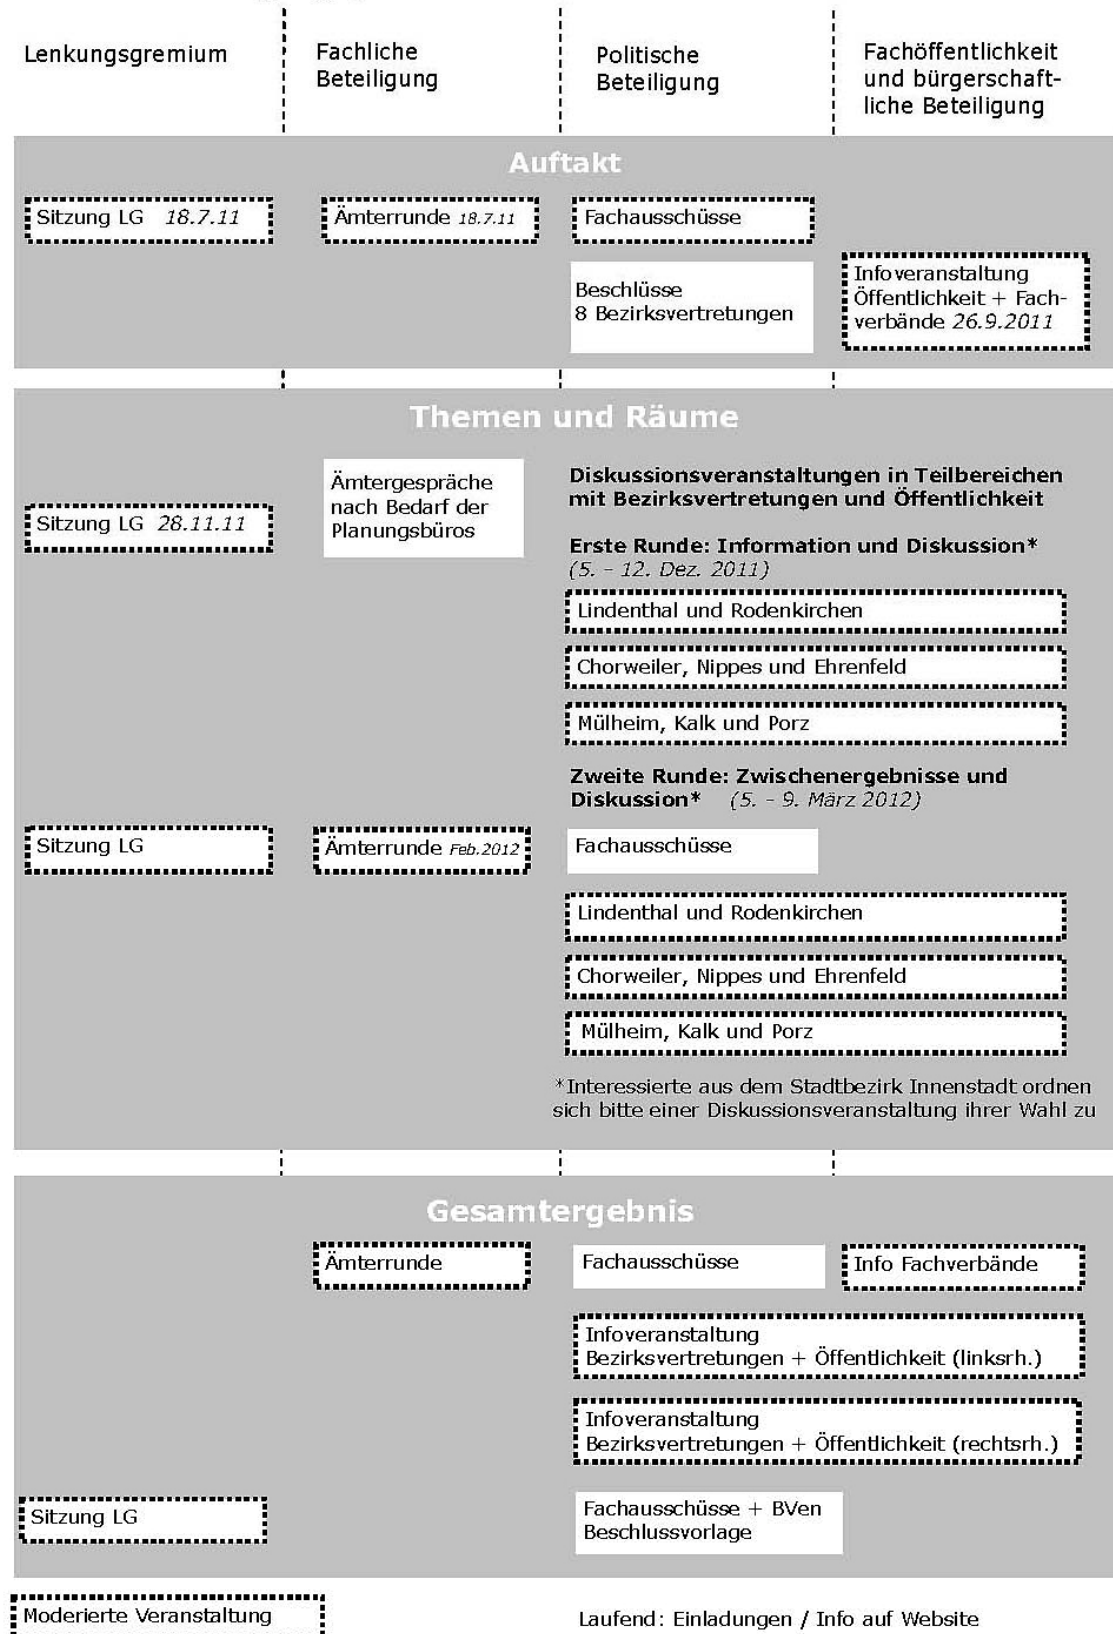 Lenkungsgremium
Fachliche
Beteiligung
Politische
Beteiligung
Fachöffentlichkeit
und bürgerschaft-
liche Beteiligung
Auftakt
Sitzung LG 18.7.11
Ämterrunde 18.7.11
Fachausschüsse
Beschlüsse
8 Bezirksvertretungen
Infoveranstaltung
Öffentlichkeit + Fach-
verbände 26.9.2011
Themen und Räume
Sitzung LG 28.11.11
Ämtergespräche
nach Bedarf der
Planungsbüros
Diskussionsveranstaltungen in Teilbereichen
mit Bezirksvertretungen und Öffentlichkeit
Erste Runde: Information und Diskussion*
(5. - 12. Dez. 2011)
Lindenthal und Rodenkirchen
Chorweiler, Nippes und Ehrenfeld
Mülheim, Kalk und Porz
Zweite Runde: Zwischenergebnisse und
Diskussion* (5. - 9. März 2012)
Sitzung LG
Ämterrunde Feb.2012
Fachausschüsse
Lindenthal und Rodenkirchen
Chorweiler, Nippes und Ehrenfeld
Mülheim, Kalk und Porz
*Interessierte aus dem Stadtbezirk Innenstadt ordnen
sich bitte einer Diskussionsveranstaltung ihrer Wahl zu
Gesamtergebnis
Ämterrunde
Fachausschüsse
Info Fachverbände
Infoveranstaltung
Bezirksvertretungen + Öffentlichkeit (linksrh.)
Infoveranstaltung
Bezirksvertretungen + Öffentlichkeit (rechtsrh.)
Sitzung LG
Fachausschüsse + BVen
Beschlussvorlage
Moderierte Veranstaltung
Laufend: Einladungen / Info auf Website